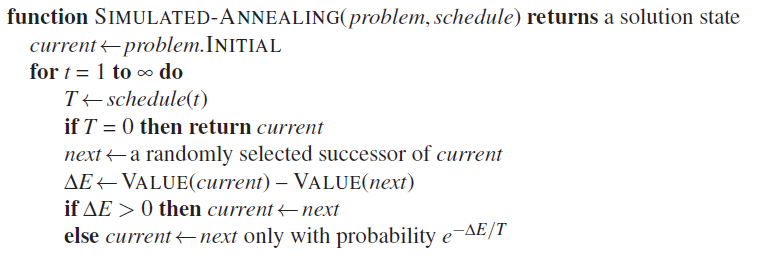 function SIMULATED-ANNEALING(problem, schedule) returns a solution state
current ← problem.INITIAL
for t = 1 to ∞ do
T ← schedule(t)
if T = 0 then return current
next ← a randomly selected successor of current
ΔE ← VALUE(current) – VALUE(next)
if ΔE > 0 then current ← next
else current ← next only with probability e^−ΔE/T